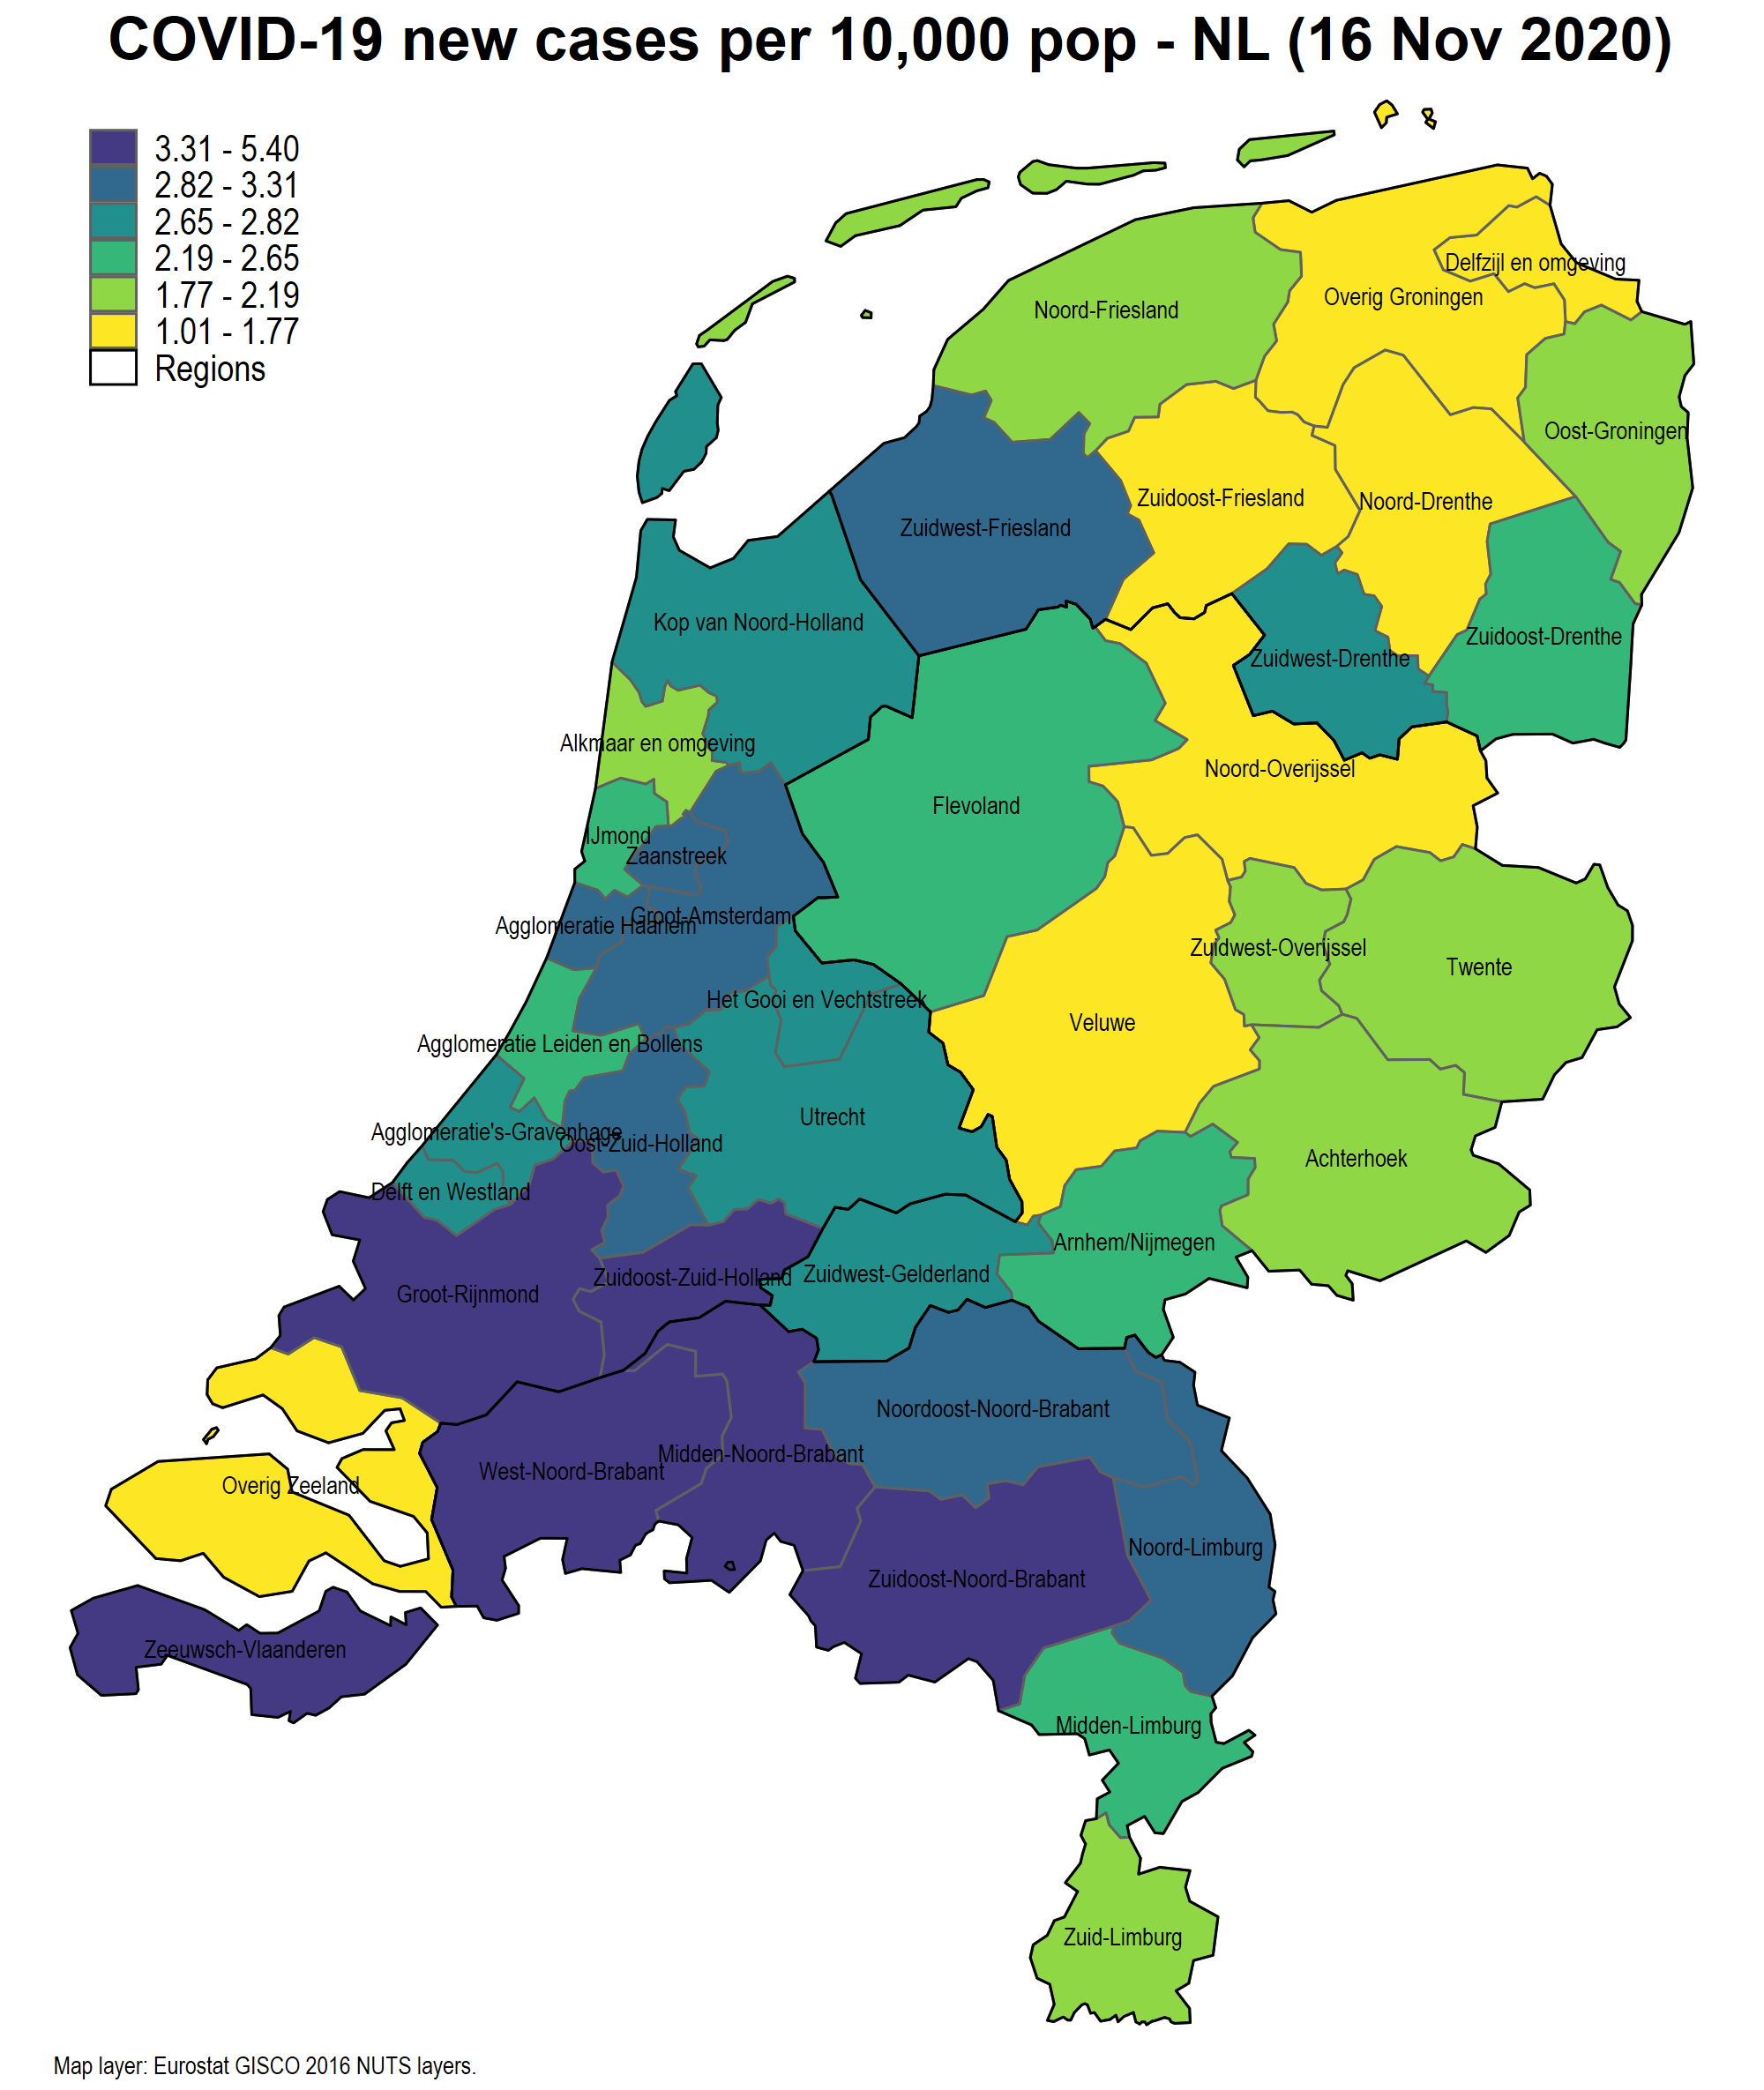 COVID-19 new cases per 10,000 pop - NL (16 Nov 2020)
3.31 - 5.40
2.82 - 3.31
2.65 - 2.82
2.19 - 2.65
1.77 - 2.19
1.01 - 1.77
Regions
Delfzijl en omgeving
Overig Groningen
Noord-Friesland
Oost-Groningen
Zuidoost-Friesland
Noord-Drenthe
Zuidwest-Friesland
Kop van Noord-Holland
Zuidoost-Drenthe
Zuidwest-Drenthe
Alkmaar en omgeving
Noord-Overijssel
Flevoland
IJmond
Zaanstreek
Groot-Amsterdam
Agglomeratie Haarlem
Zuidwest-Overijssel
Twente
Het Gooi en Vechtstreek
Veluwe
Agglomeratie Leiden en Bollens
Utrecht
Agglomeratie's-Gravenhage
Oost-Zuid-Holland
Achterhoek
Delft en Westland
Arnhem/Nijmegen
Zuidwest-Gelderland
Zuidoost-Zuid-Holland
Groot-Rijnmond
Noordoost-Noord-Brabant
Midden-Noord-Brabant
West-Noord-Brabant
Overig Zeeland
Noord-Limburg
Zuidoost-Noord-Brabant
Zeeuwsch-Vlaanderen
Midden-Limburg
Zuid-Limburg
Map layer: Eurostat GISCO 2016 NUTS layers.